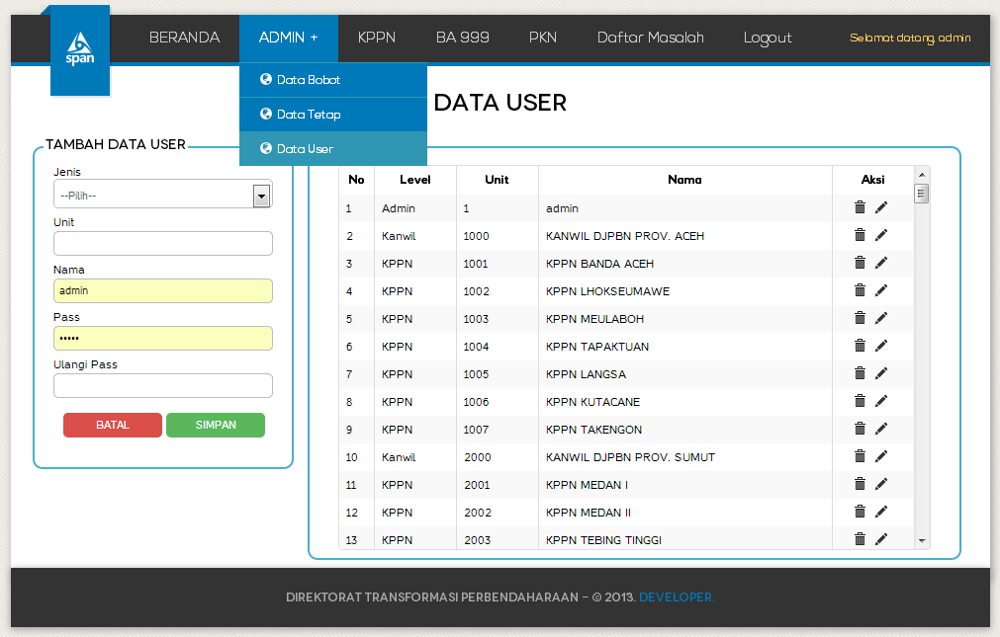 span
BERANDA ADMIN + KPPN BA 999 PKN Daftar Masalah Logout Selamat datang, admin
Data Bobot
Data Tetap
Data User
DATA USER
TAMBAH DATA USER
Jenis
--Pilih--
Unit
Nama
admin
Pass
•••••
Ulangi Pass
BATAL SIMPAN
No Level Unit Nama Aksi
1 Admin 1 admin
2 Kanwil 1000 KANWIL DJPBN PROV. ACEH
3 KPPN 1001 KPPN BANDA ACEH
4 KPPN 1002 KPPN LHOKSEUMAWE
5 KPPN 1003 KPPN MEULABOH
6 KPPN 1004 KPPN TAPAKTUAN
7 KPPN 1005 KPPN LANGSA
8 KPPN 1006 KPPN KUTACANE
9 KPPN 1007 KPPN TAKENGON
10 Kanwil 2000 KANWIL DJPBN PROV. SUMUT
11 KPPN 2001 KPPN MEDAN I
12 KPPN 2002 KPPN MEDAN II
13 KPPN 2003 KPPN TEBING TINGGI
DIREKTORAT TRANSFORMASI PERBENDAHARAAN – © 2013. DEVELOPER.